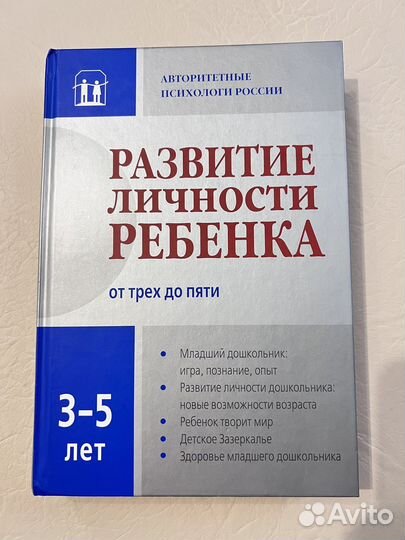 АВТОРИТЕТНЫЕ
ПСИХОЛОГИ РОССИИ
РАЗВИТИЕ
ЛИЧНОСТИ
РЕБЕНКА
от трех до пяти
3–5
лет
• Младший дошкольник:
игра, познание, опыт
• Развитие личности дошкольника:
новые возможности возраста
• Ребенок творит мир
• Детское Зазеркалье
• Здоровье младшего дошкольника
Avito